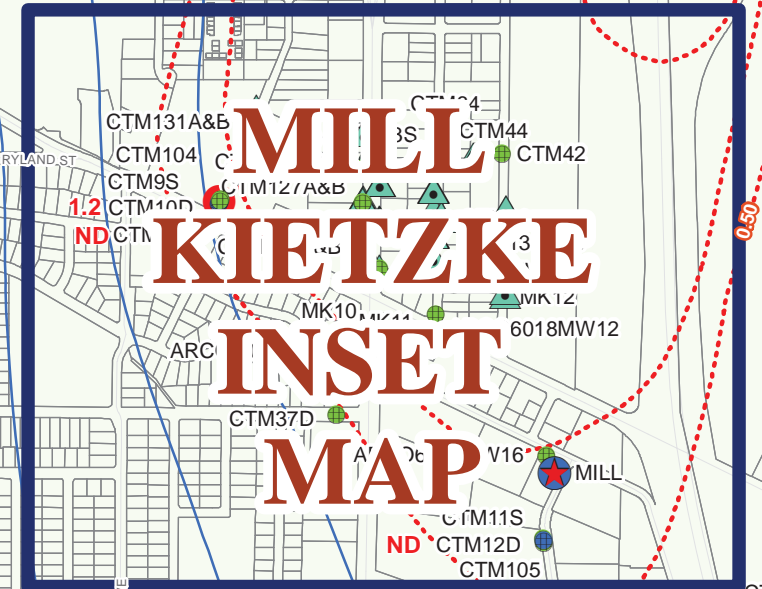 CTM131A&B
CTM104
CTM9S
1.2 CTM10D
ND
RYLAND ST
CTM44
CTM42
CTM127A&B
MILL
KIETZKE
INSET
MAP
0.50
MK10
MK12
6018MW12
CTM37D
MILL
CTM11S
ND CTM12D
CTM105